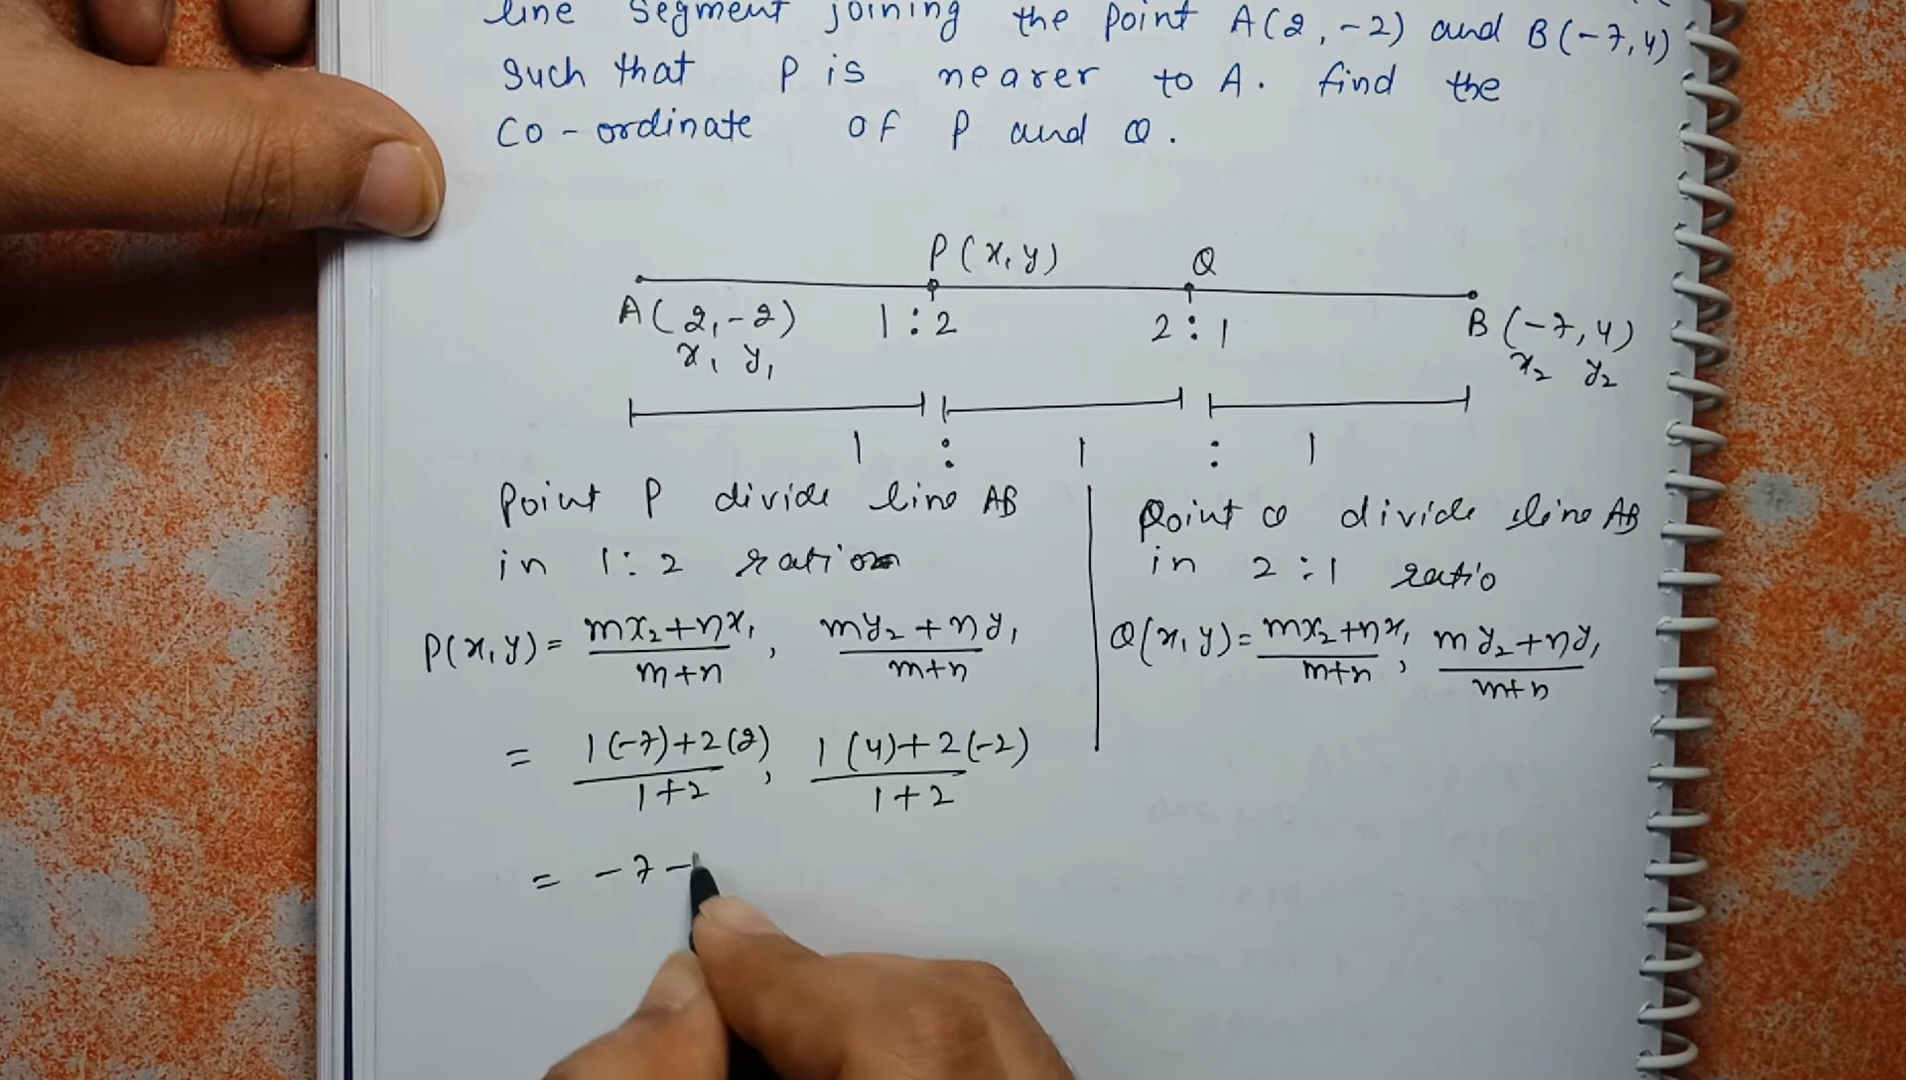 line segment joining the point A(2,-2) and B(-7,4)
such that P is nearer to A. find the
co-ordinate of P and Q.
P(x,y) Q
A(2,-2) 1:2 2:1 B(-7,4)
x₁ y₁ x₂ y₂
1 : 1 : 1
point P divide line AB
in 1:2 ratio
P(x,y) = mx₂+nx₁/m+n, my₂+ny₁/m+n
= 1(-7)+2(2)/1+2, 1(4)+2(-2)/1+2
= -7
Point Q divide line AB
in 2:1 ratio
Q(x,y) = mx₂+nx₁/m+n, my₂+ny₁/m+n